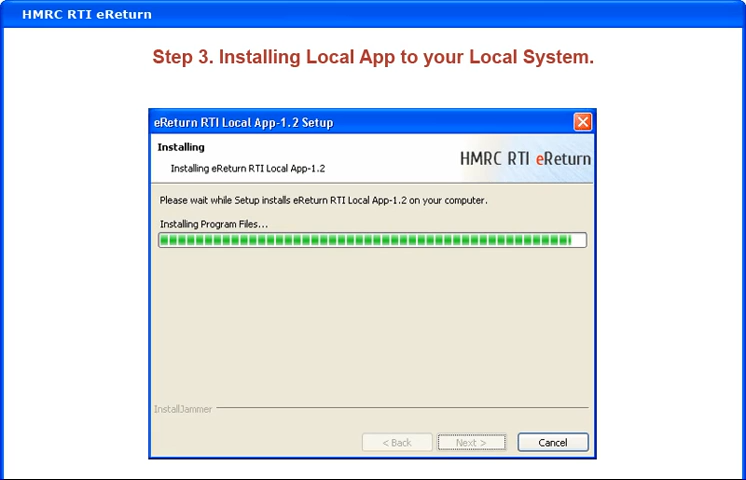 HMRC RTI eReturn
Step 3. Installing Local App to your Local System.
eReturn RTI Local App-1.2 Setup
Installing
Installing eReturn RTI Local App-1.2
HMRC RTI eReturn
Please wait while Setup installs eReturn RTI Local App-1.2 on your computer.
Installing Program Files...
InstallJammer
< Back
Next >
Cancel